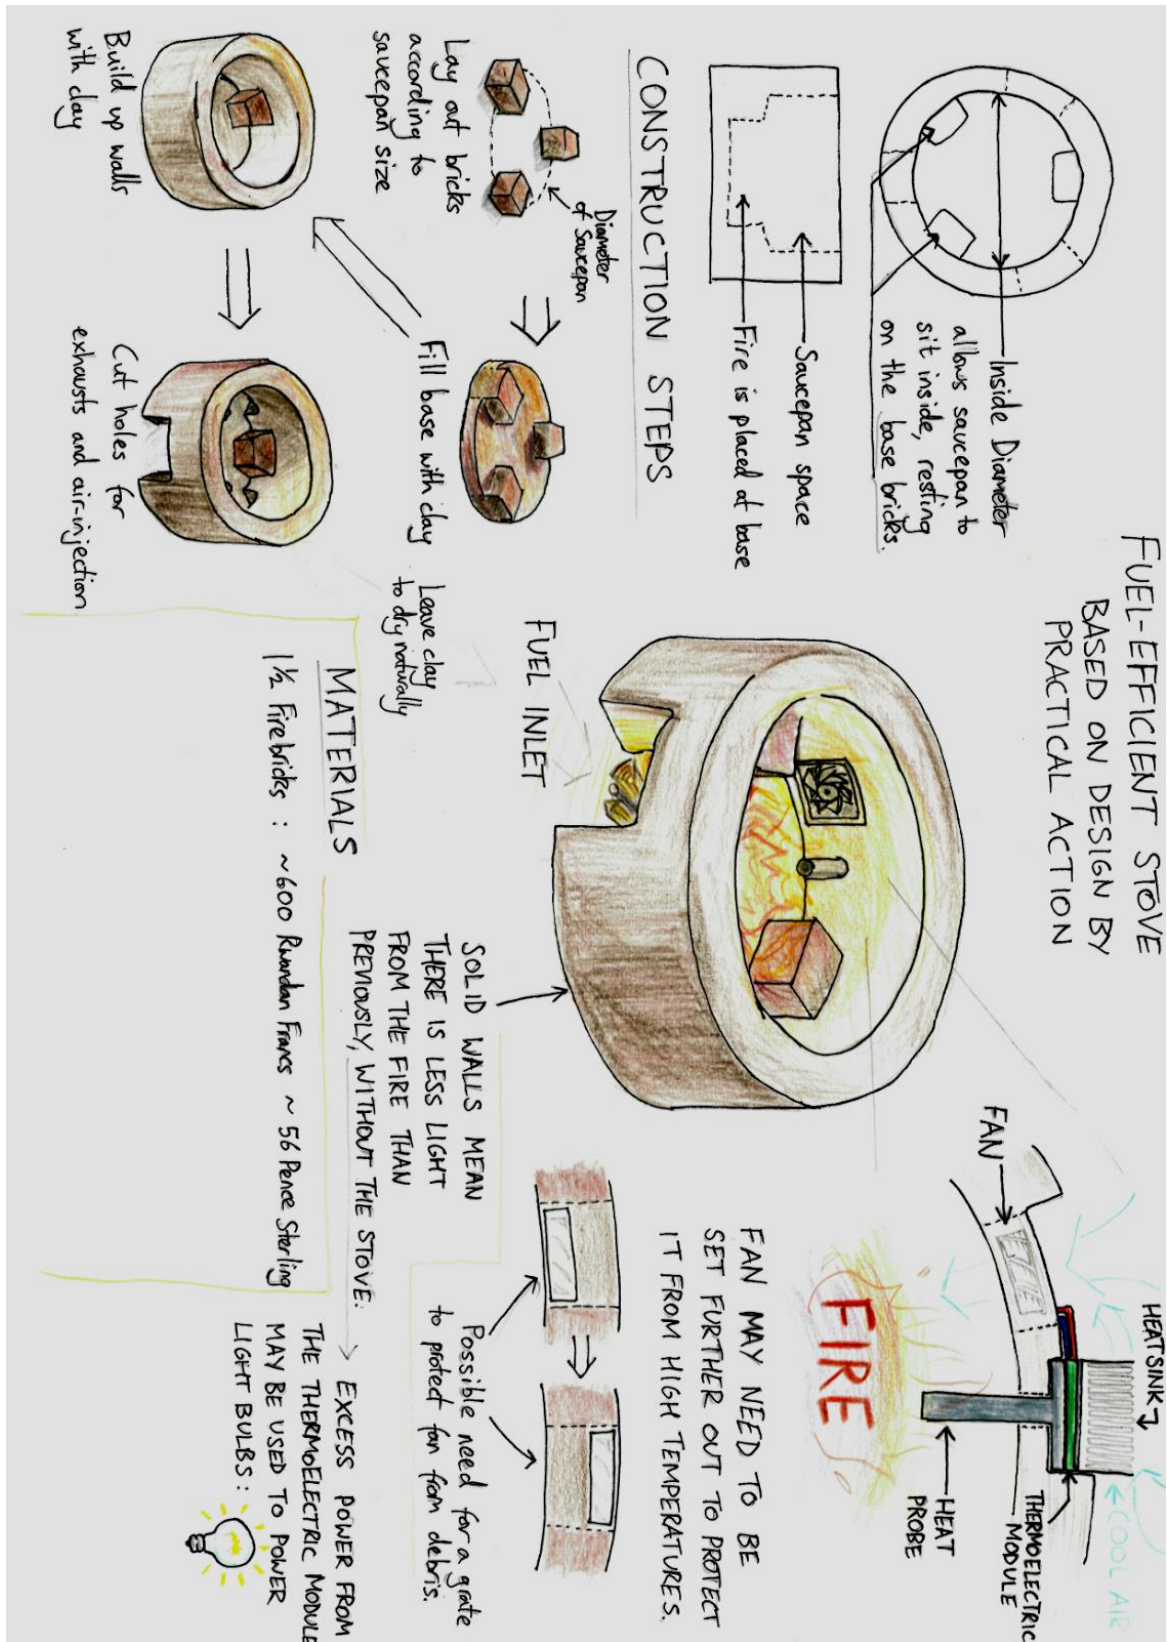 FUEL-EFFICIENT STOVE
BASED ON DESIGN BY
PRACTICAL ACTION
Inside Diameter
allows saucepan to
sit inside, resting
on the base bricks.
Saucepan space
Fire is placed at base
CONSTRUCTION STEPS
Diameter
of Saucepan
Lay out bricks
according to
saucepan size
Fill base with clay
Build up walls
with clay
Cut holes for
exhausts and air-injection
Leave clay
to dry naturally
FUEL INLET
HEATSINK
COOL AIR
FAN
THERMOELECTRIC
MODULE
HEAT
PROBE
FIRE
FAN MAY NEED TO BE
SET FURTHER OUT TO PROTECT
IT FROM HIGH TEMPERATURES.
Possible need for a grate
to protect fan from debris.
SOLID WALLS MEAN
THERE IS LESS LIGHT
FROM THE FIRE THAN
PREVIOUSLY, WITHOUT THE STOVE.
EXCESS POWER FROM
THE THERMOELECTRIC MODULE
MAY BE USED TO POWER
LIGHT BULBS:
MATERIALS
1½ Firebricks : ~600 Rwandan Francs ~ 56 Pence Sterling